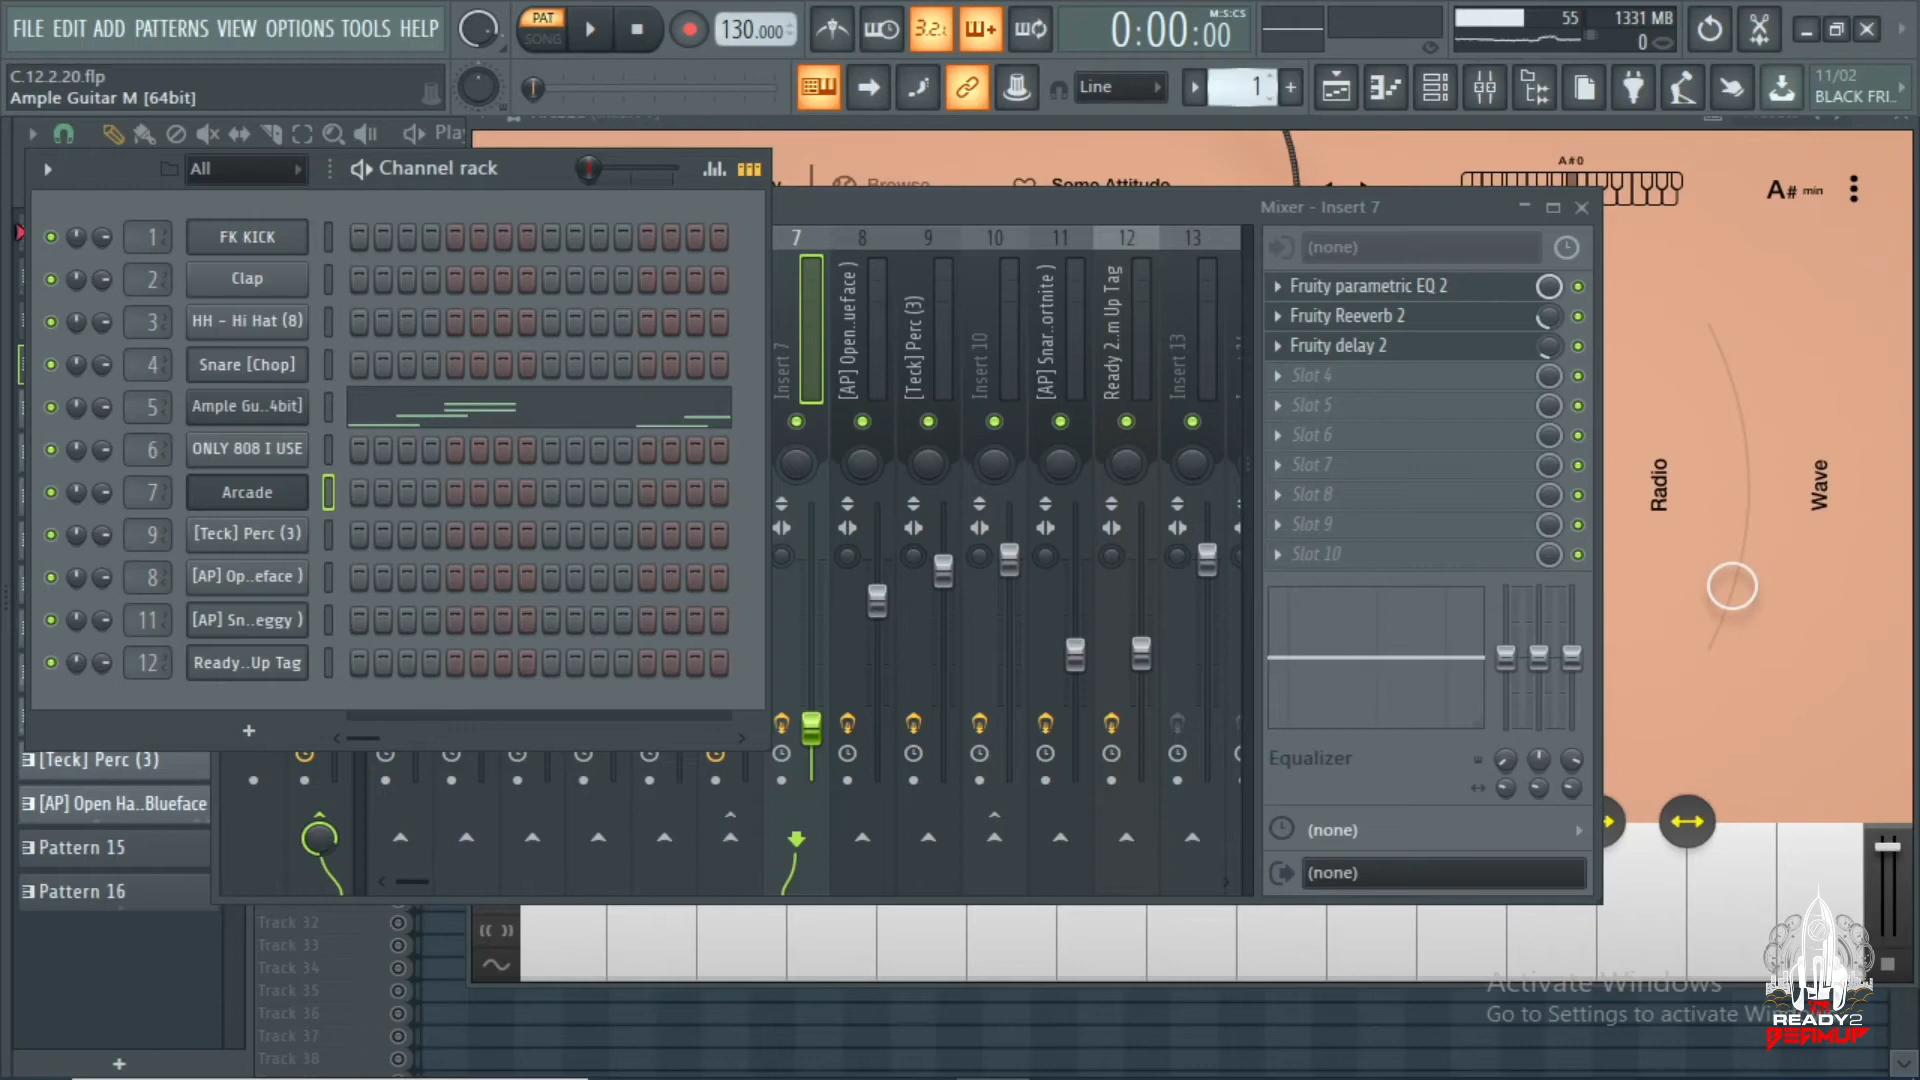 FILE EDIT ADD PATTERNS VIEW OPTIONS TOOLS HELP
PAT
SONG
130.000
3.2.
M:S:CS
0:00:00
55
1331 MB
0
C.12.2.20.flp
Ample Guitar M [64bit]
Line
1
11/02
BLACK FRI..
All
Channel rack
Browse
Some Attitude
A#0
A# min
1 FK KICK
2 Clap
3 HH - Hi Hat (8)
4 Snare [Chop]
5 Ample Gu..4bit]
6 ONLY 808 I USE
7 Arcade
9 [Teck] Perc (3)
8 [AP] Op..eface )
11 [AP] Sn..eggy )
12 Ready..Up Tag
+
Mixer - Insert 7
7 8 9 10 11 12 13
Insert 7
[AP] Open..ueface )
[Teck] Perc (3)
Insert 10
[AP] Snar..ortnite )
Ready 2..m Up Tag
Insert 13
(none)
Fruity parametric EQ 2
Fruity Reeverb 2
Fruity delay 2
Slot 4
Slot 5
Slot 6
Slot 7
Slot 8
Slot 9
Slot 10
Equalizer
(none)
(none)
Radio
Wave
[Teck] Perc (3)
[AP] Open Ha..Blueface
Pattern 15
Pattern 16
+
Track 32
Track 33
Track 34
Track 35
Track 36
Track 37
Track 38
Activate Windows
Go to Settings to activate
READY2
BEAMUP